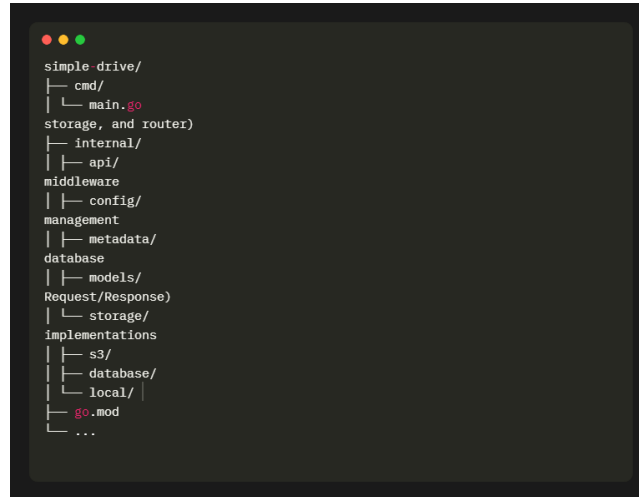 simple-drive/
├── cmd/
│ └── main.go
storage, and router)
├── internal/
│ ├── api/
middleware
│ ├── config/
management
│ ├── metadata/
database
│ ├── models/
Request/Response)
│ └── storage/
implementations
│ ├── s3/
│ ├── database/
│ └── local/ │
├── go.mod
└── ...